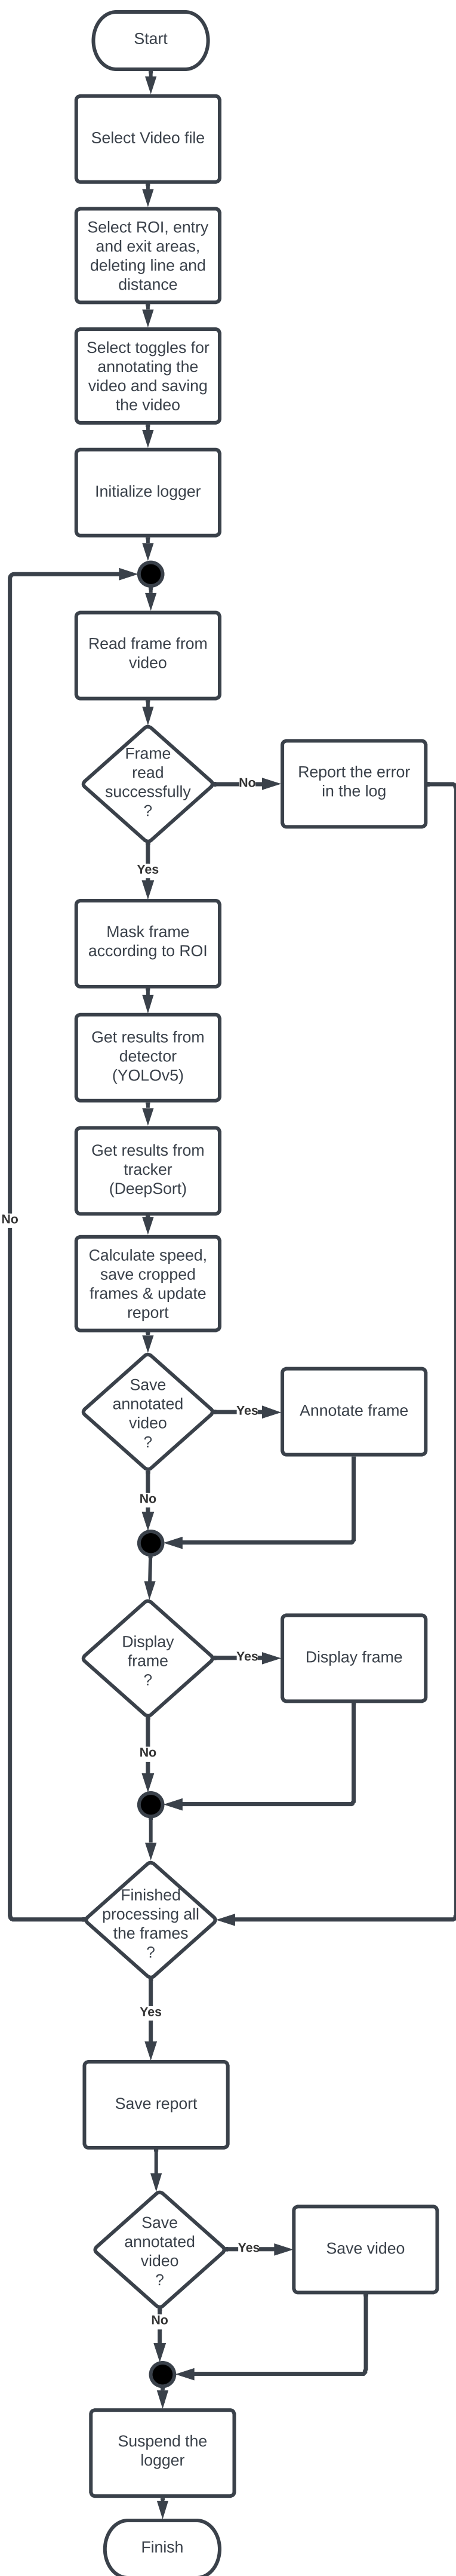 Start
Select Video file
Select ROI, entry
and exit areas,
deleting line and
distance
Select toggles for
annotating the
video and saving
the video
Initialize logger
Read frame from
video
Frame
read
successfully
?
No
Report the error
in the log
Yes
Mask frame
according to ROI
Get results from
detector
(YOLOv5)
Get results from
tracker
(DeepSort)
No
Calculate speed,
save cropped
frames & update
report
Save
annotated
video
?
Yes
Annotate frame
No
Display
frame
?
Yes
Display frame
No
Finished
processing all
the frames
?
Yes
Save report
Save
annotated
video
?
Yes
Save video
No
Suspend the
logger
Finish